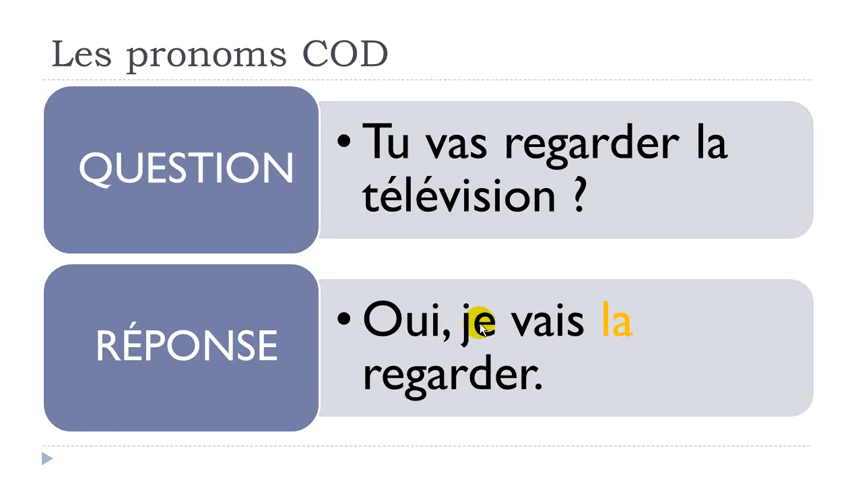 Les pronoms COD
QUESTION
• Tu vas regarder la
télévision ?
RÉPONSE
• Oui, je vais la
regarder.